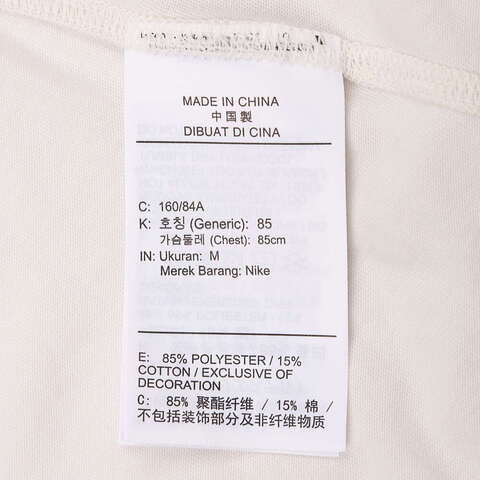 MADE IN CHINA
中国製
DIBUAT DI CINA
C: 160/84A
K: 호칭 (Generic): 85
가슴둘레 (Chest): 85cm
IN: Ukuran: M
Merek Barang: Nike
E: 85% POLYESTER / 15%
COTTON / EXCLUSIVE OF
DECORATION
C: 85% 聚酯纤维 / 15% 棉 /
不包括装饰部分及非纤维物质